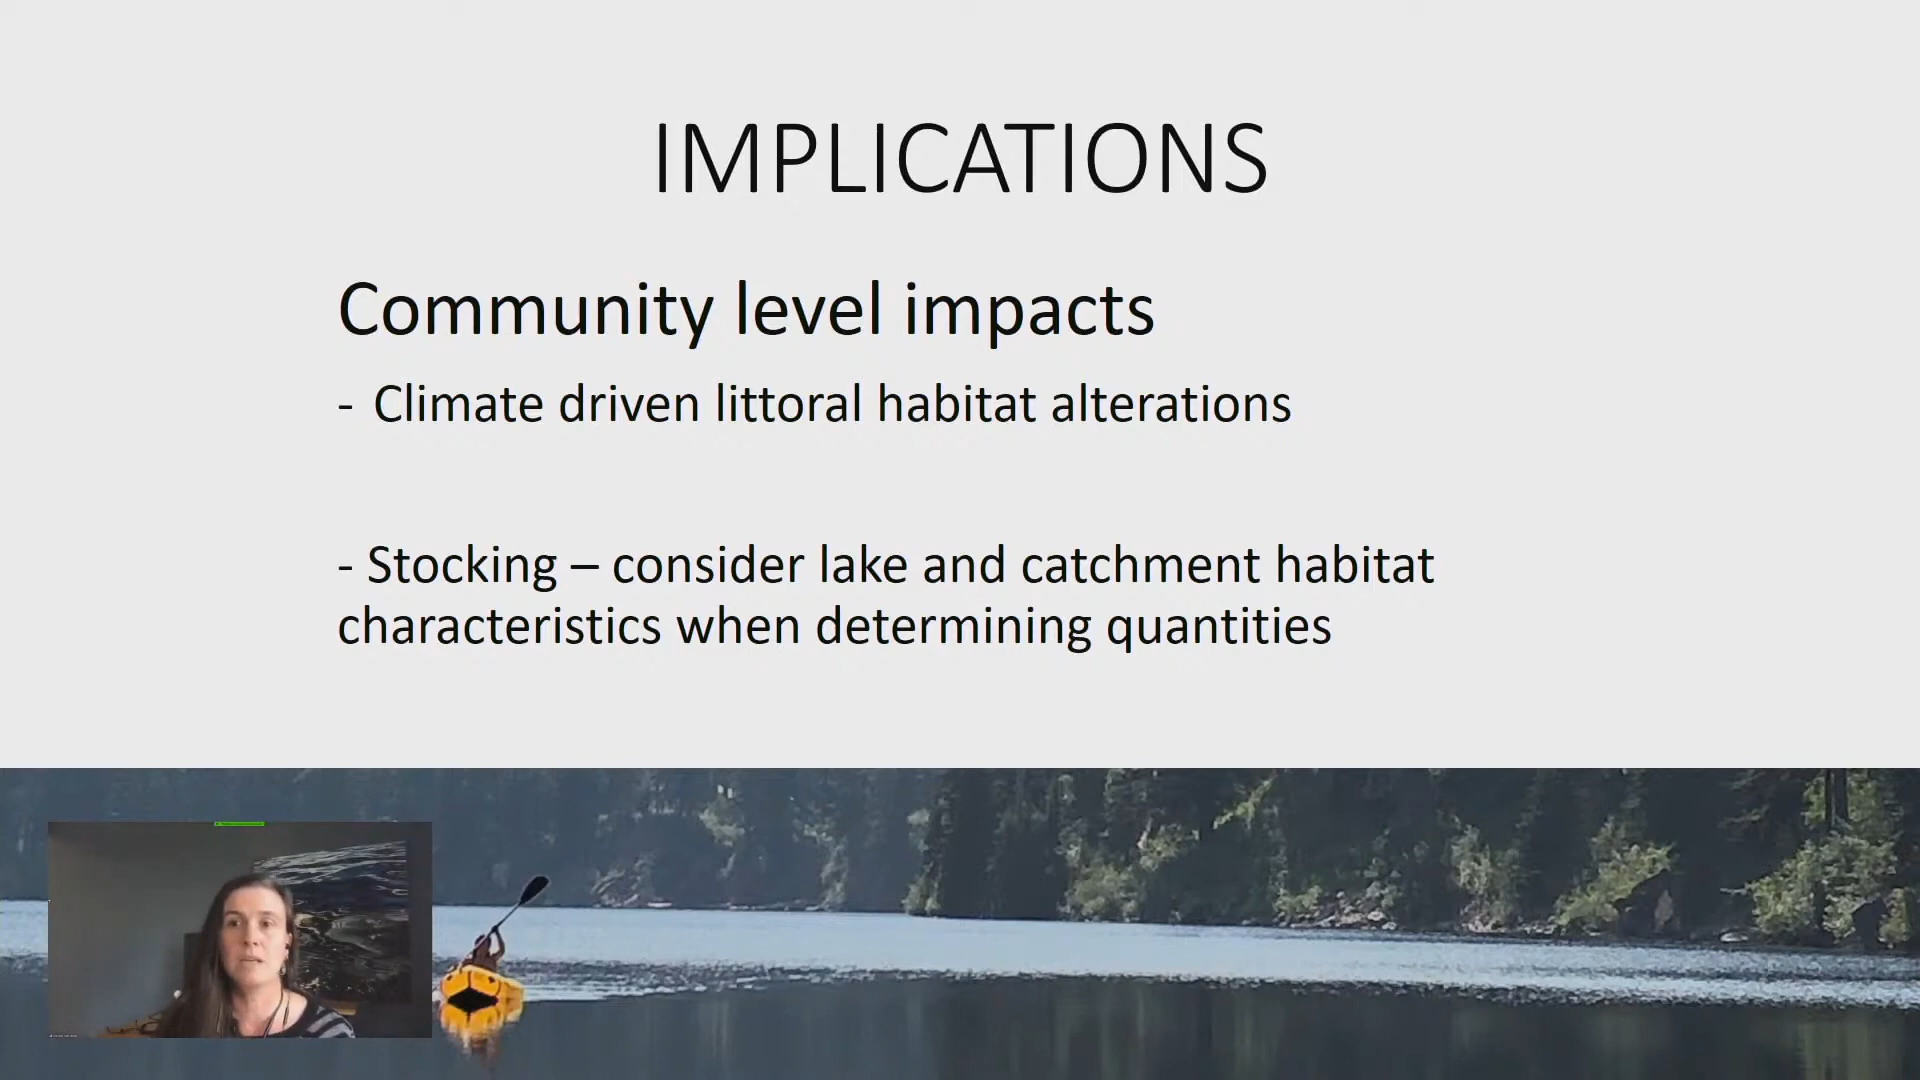 IMPLICATIONS
Community level impacts
- Climate driven littoral habitat alterations
- Stocking – consider lake and catchment habitat
characteristics when determining quantities